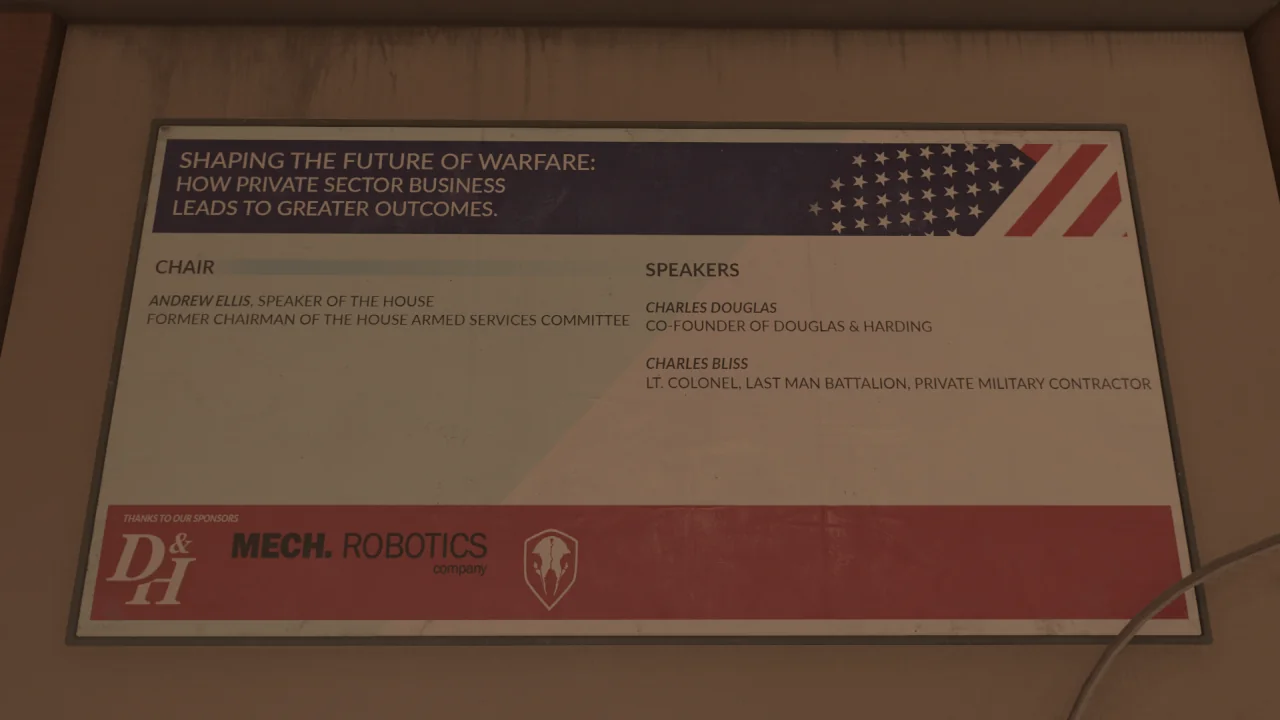 SHAPING THE FUTURE OF WARFARE:
HOW PRIVATE SECTOR BUSINESS
LEADS TO GREATER OUTCOMES.
CHAIR
ANDREW ELLIS, SPEAKER OF THE HOUSE
FORMER CHAIRMAN OF THE HOUSE ARMED SERVICES COMMITTEE
SPEAKERS
CHARLES DOUGLAS
CO-FOUNDER OF DOUGLAS & HARDING
CHARLES BLISS
LT. COLONEL, LAST MAN BATTALION, PRIVATE MILITARY CONTRACTOR
THANKS TO OUR SPONSORS
D&H
MECH. ROBOTICS
company